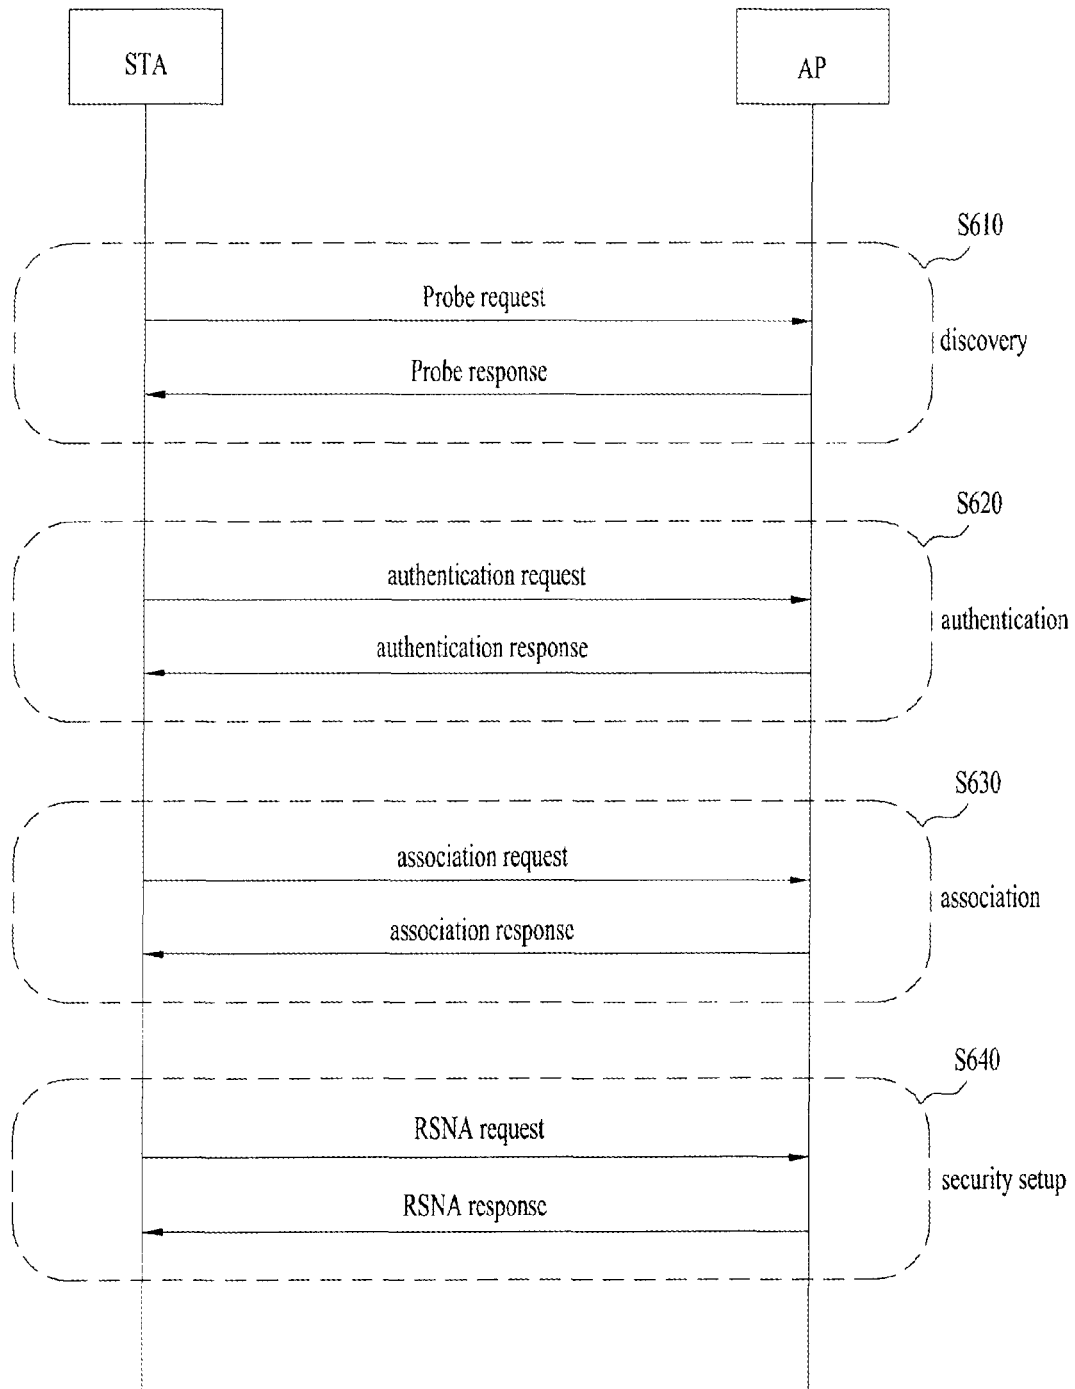 STA
AP
S610
Probe request
discovery
Probe response
S620
authentication request
authentication
authentication response
S630
association request
association
association response
S640
RSNA request
security setup
RSNA response